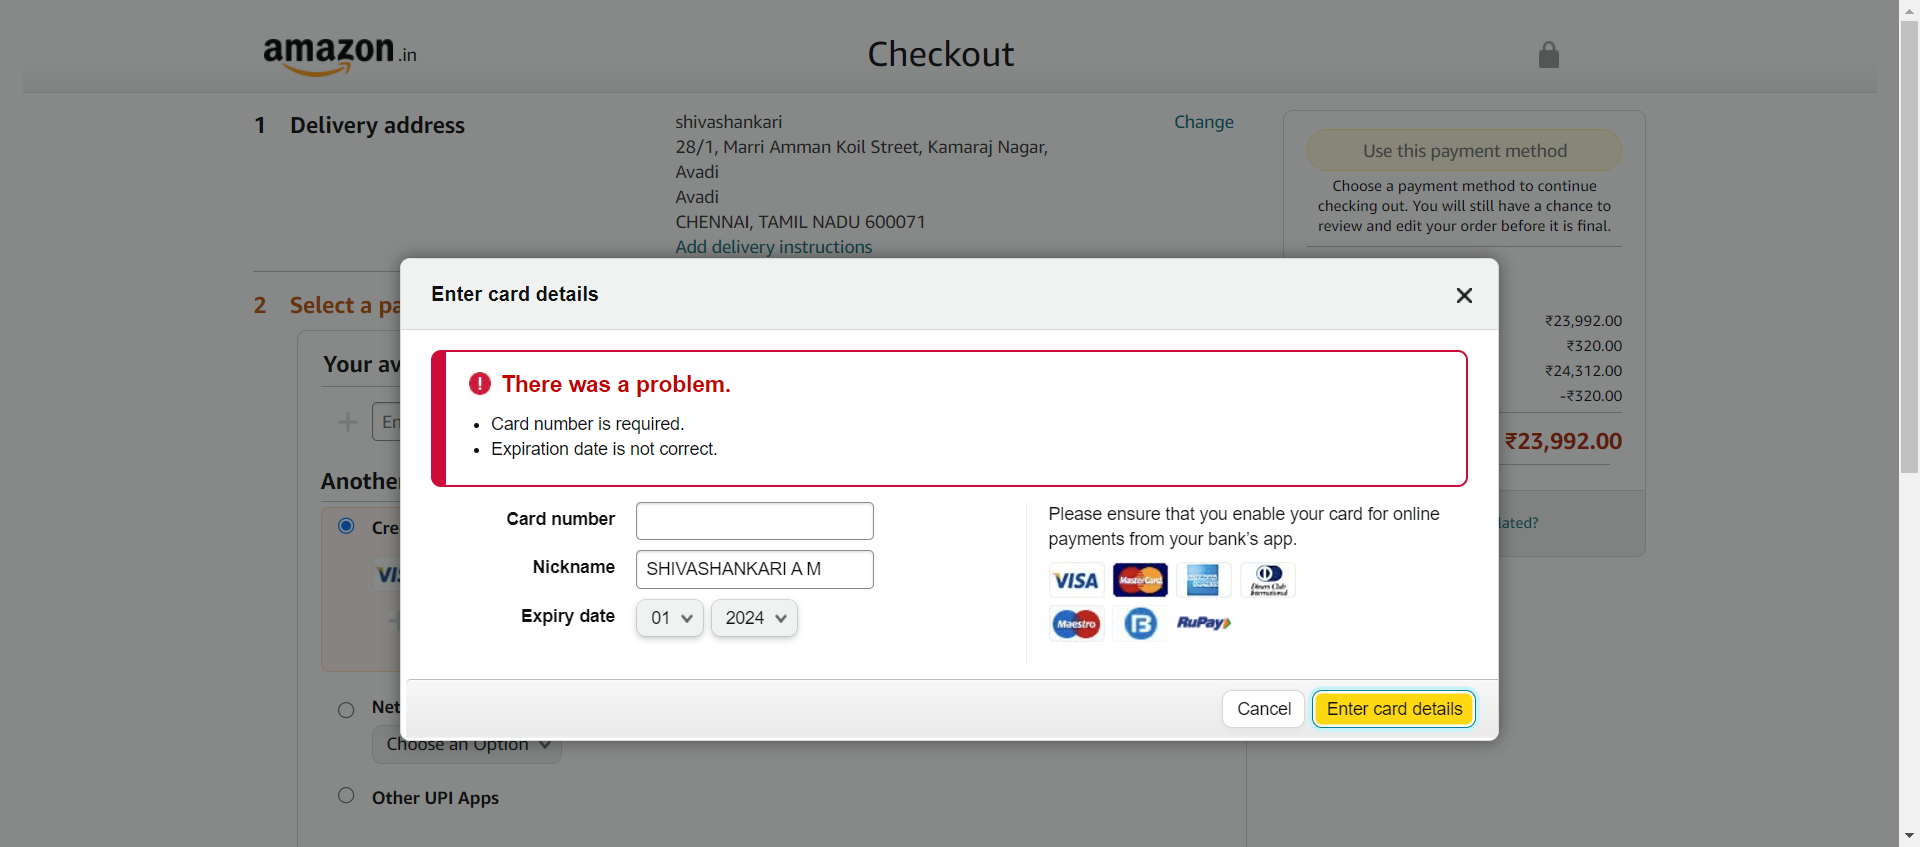 amazon.in
Checkout
1 Delivery address
shivashankari
28/1, Marri Amman Koil Street, Kamaraj Nagar,
Avadi
Avadi
CHENNAI, TAMIL NADU 600071
Add delivery instructions
Change
Use this payment method
Choose a payment method to continue
checking out. You will still have a chance to
review and edit your order before it is final.
₹23,992.00
₹320.00
₹24,312.00
-₹320.00
₹23,992.00
lated?
2 Select a pa
Your av
En
Another
Cre
VIS
Net
Choose an Option
Other UPI Apps
Enter card details
There was a problem.
• Card number is required.
• Expiration date is not correct.
Card number
Nickname SHIVASHANKARI A M
Expiry date 01 2024
Please ensure that you enable your card for online
payments from your bank’s app.
VISA MasterCard AMERICAN EXPRESS Diners Club International
Maestro B RuPay
Cancel Enter card details